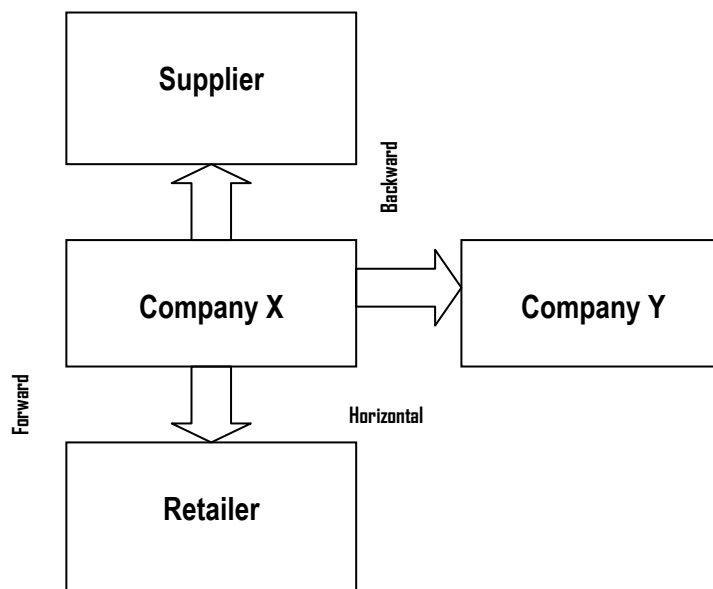 Supplier
Backward
Company X
Company Y
Forward
Horizontal
Retailer